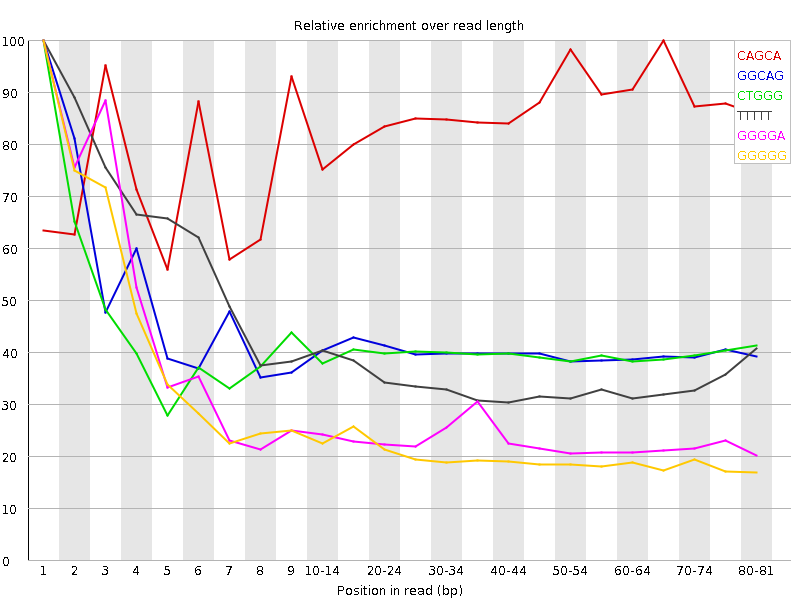 Relative enrichment over read length
100
90
80
70
60
50
40
30
20
10
0
CAGCA
GGCAG
CTGGG
TTTTT
GGGGA
GGGGG
1 2 3 4 5 6 7 8 9 10-14 20-24 30-34 40-44 50-54 60-64 70-74 80-81
Position in read (bp)